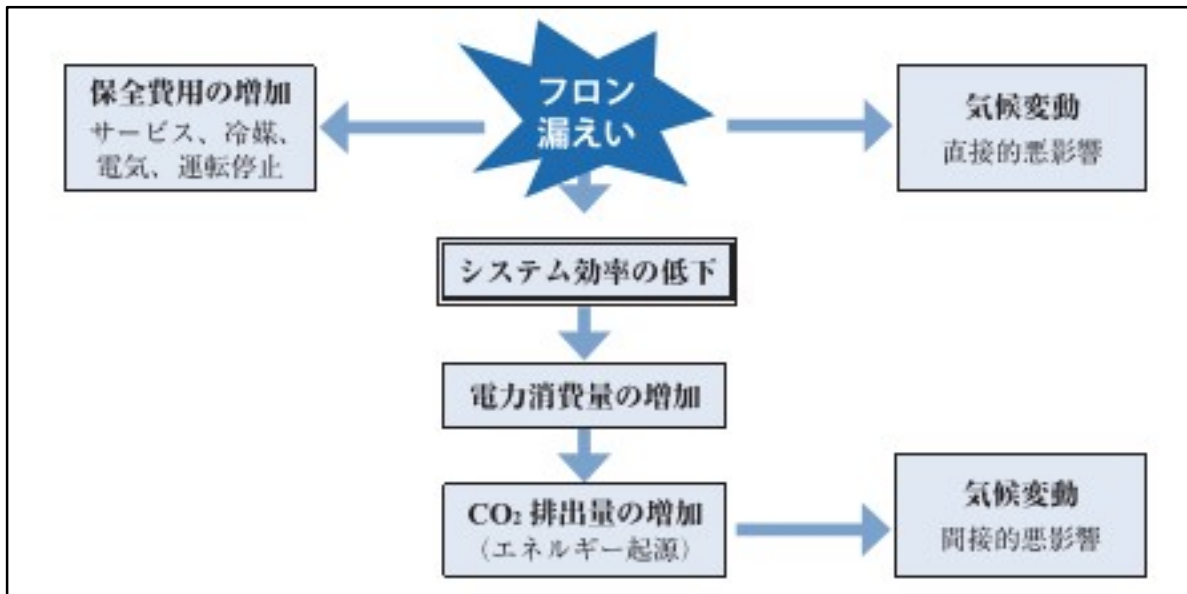 フロン
漏えい
保全費用の増加
サービス、冷媒、
電気、運転停止
気候変動
直接的悪影響
システム効率の低下
電力消費量の増加
CO₂ 排出量の増加
（エネルギー起源）
気候変動
間接的悪影響